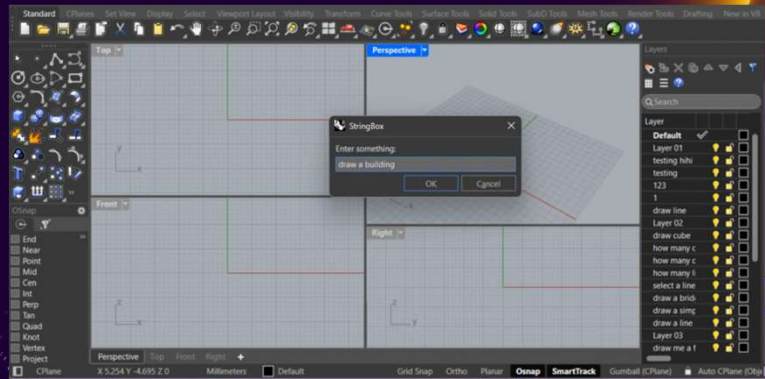 Standard CPlanes Set View Display Select Viewport Layout Visibility Transform Curve Tools Surface Tools Solid Tools SubD Tools Mesh Tools Render Tools Drafting New in V
Top
Perspective
Layers
Search
Layer
Default
Layer 01
testing hihi
testing
123
1
draw line
Layer 02
draw cube
how many c
how many c
how many li
select a line
draw a brid
draw a simp
draw a line
Layer 03
draw me a f
StringBox
Enter something:
draw a building
OK
Cancel
y
x
Front
Right
z
x
z
y
OSnap
End
Near
Point
Mid
Cen
Int
Perp
Tan
Quad
Knot
Vertex
Project
Perspective Top Front Right
CPlane X 5.254 Y -4.695 Z 0 Millimeters Default Grid Snap Ortho Planar Osnap SmartTrack Gumball (CPlane) Auto CPlane (Obje